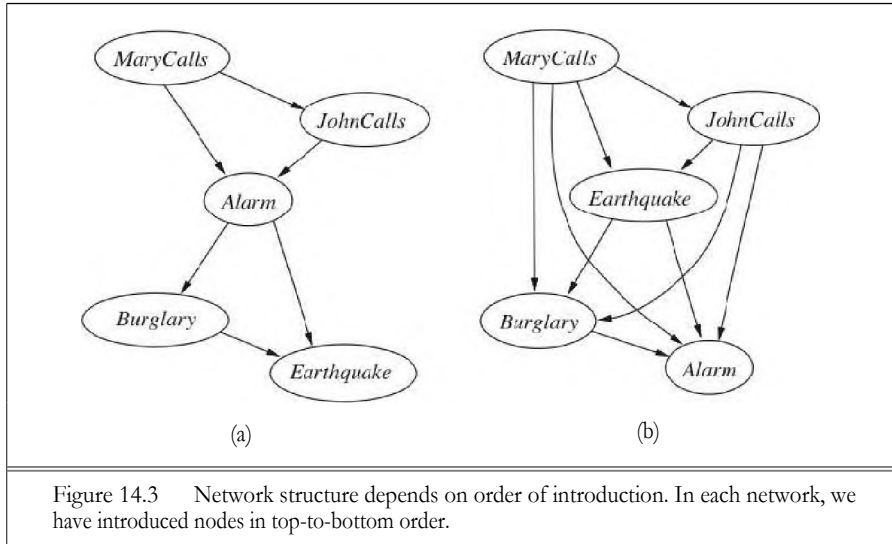 MaryCalls
JohnCalls
Alarm
Burglary
Earthquake
(a)
MaryCalls
JohnCalls
Earthquake
Burglary
Alarm
(b)
Figure 14.3 Network structure depends on order of introduction. In each network, we
have introduced nodes in top-to-bottom order.